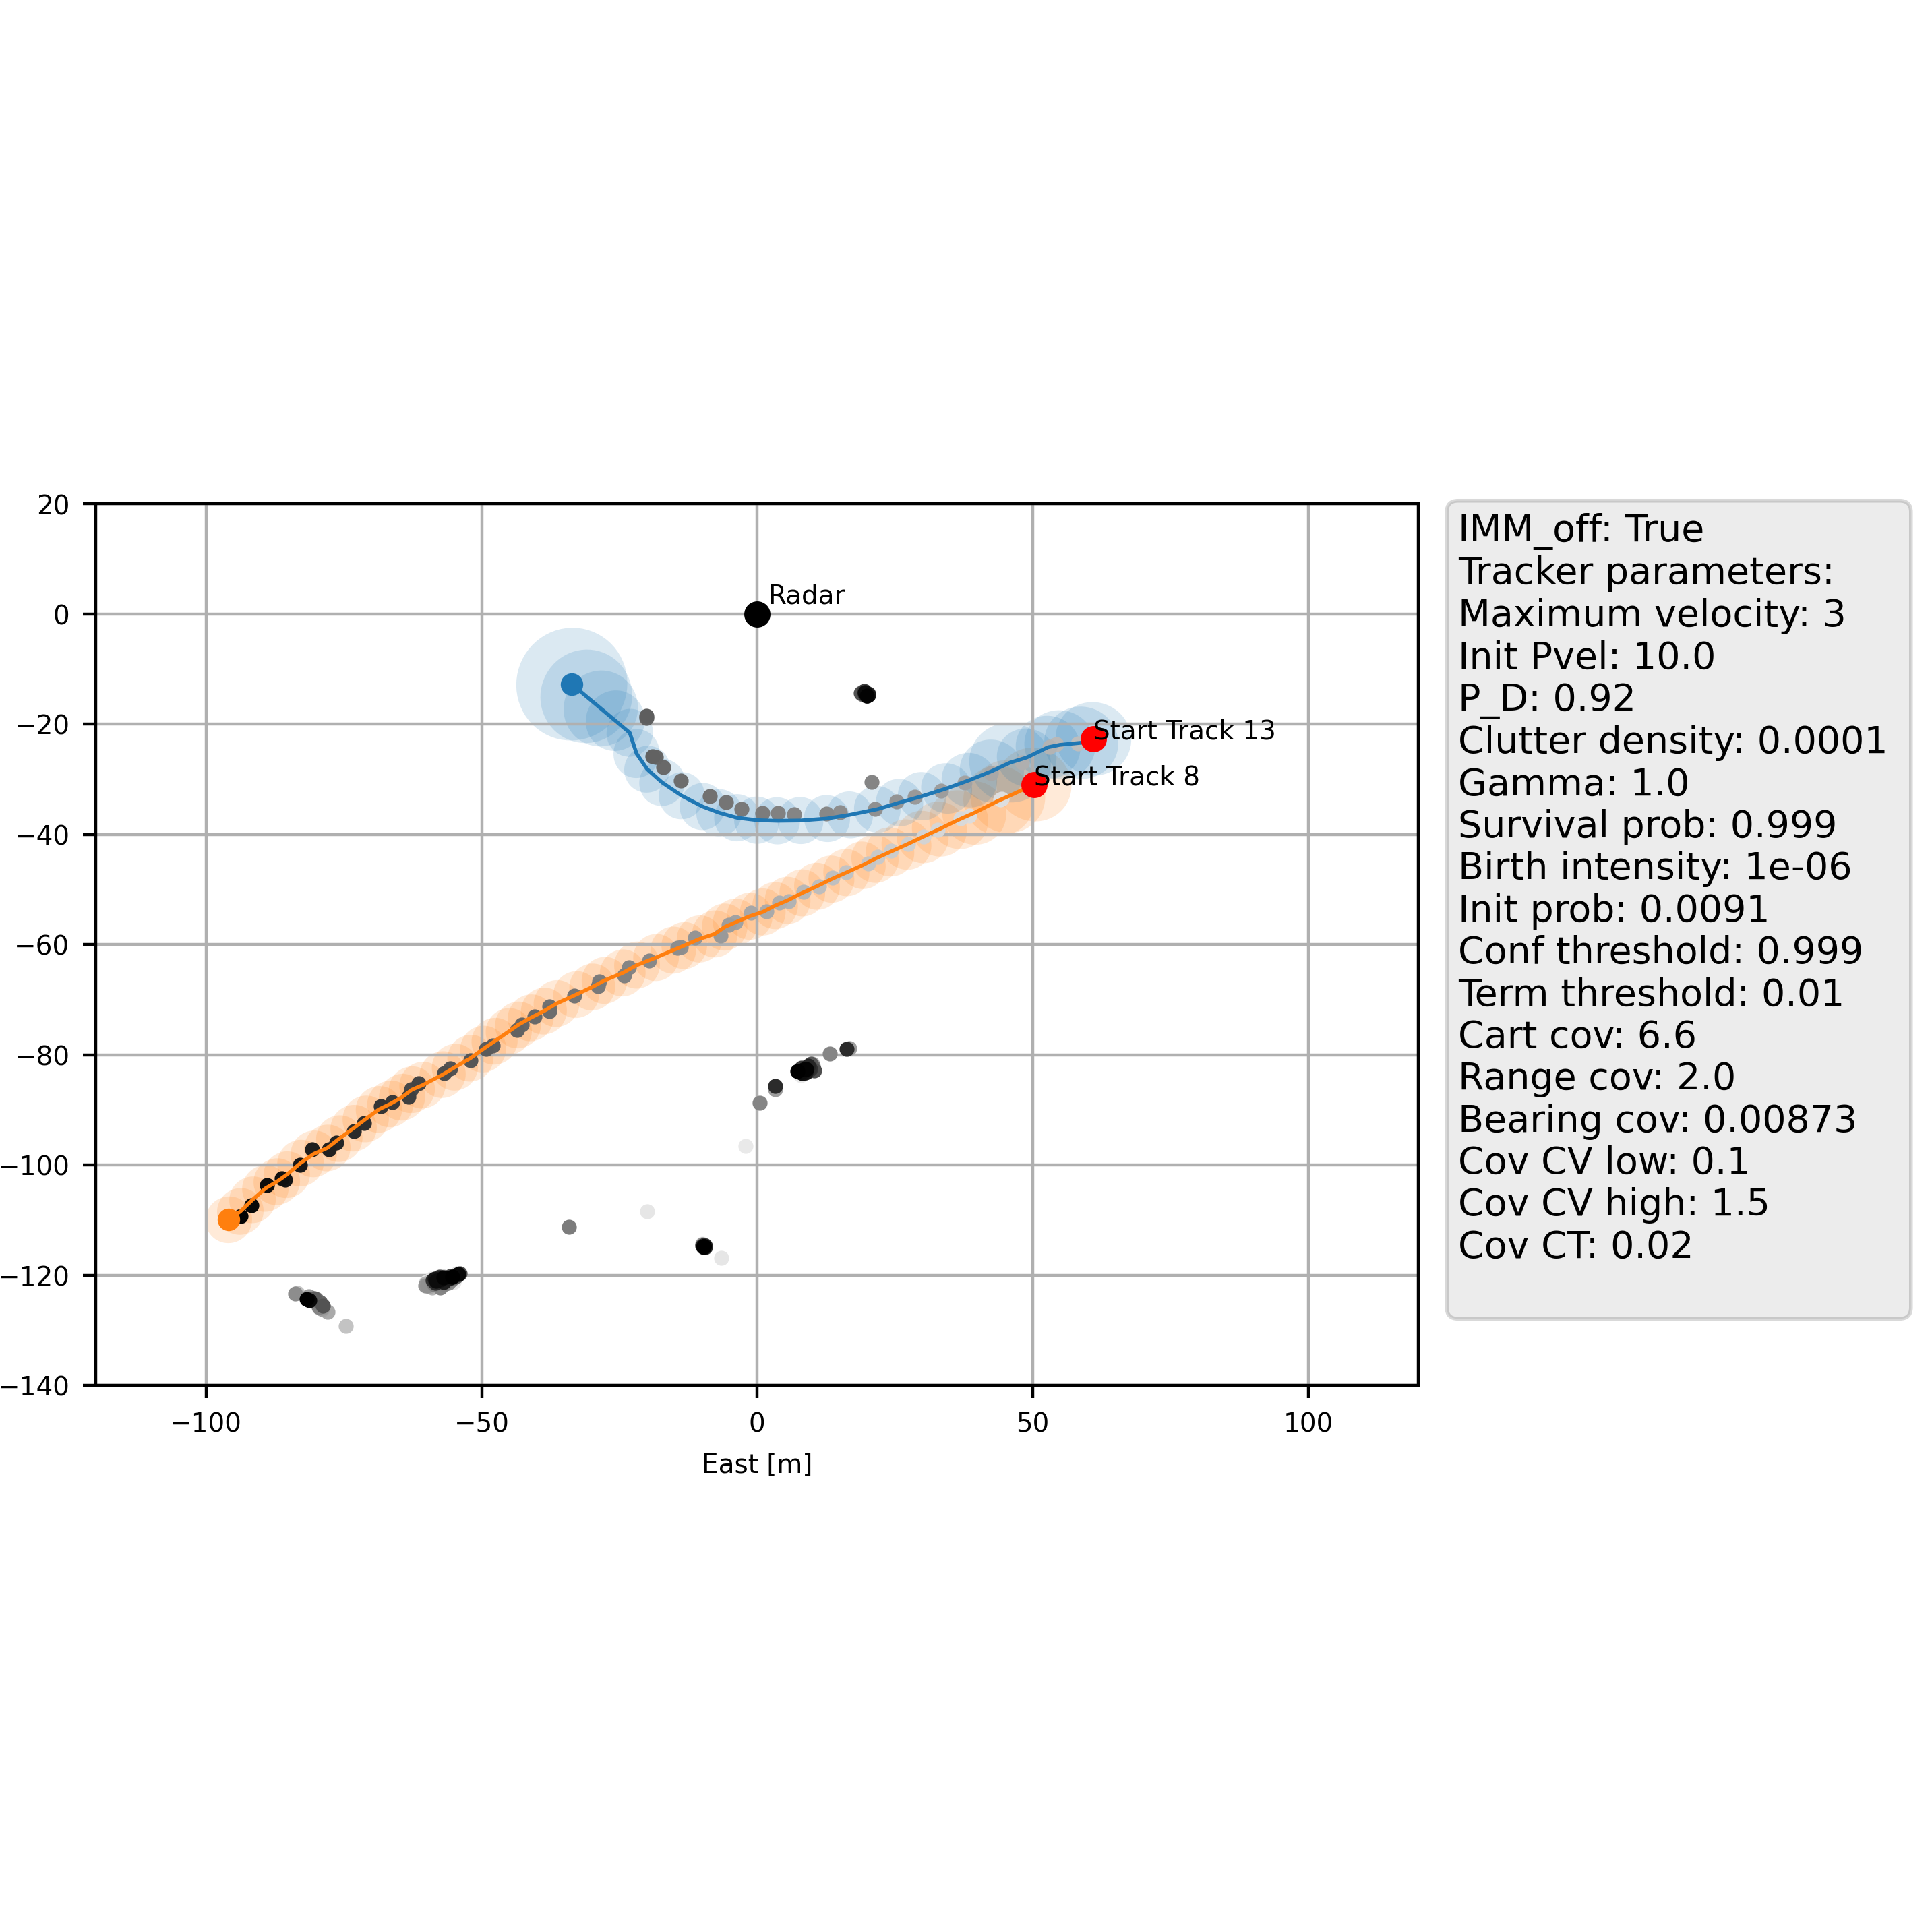 20
0
−20
−40
−60
−80
−100
−120
−140
−100
−50
0
50
100
East [m]
Radar
Start Track 13
Start Track 8
IMM_off: True
Tracker parameters:
Maximum velocity: 3
Init Pvel: 10.0
P_D: 0.92
Clutter density: 0.0001
Gamma: 1.0
Survival prob: 0.999
Birth intensity: 1e-06
Init prob: 0.0091
Conf threshold: 0.999
Term threshold: 0.01
Cart cov: 6.6
Range cov: 2.0
Bearing cov: 0.00873
Cov CV low: 0.1
Cov CV high: 1.5
Cov CT: 0.02